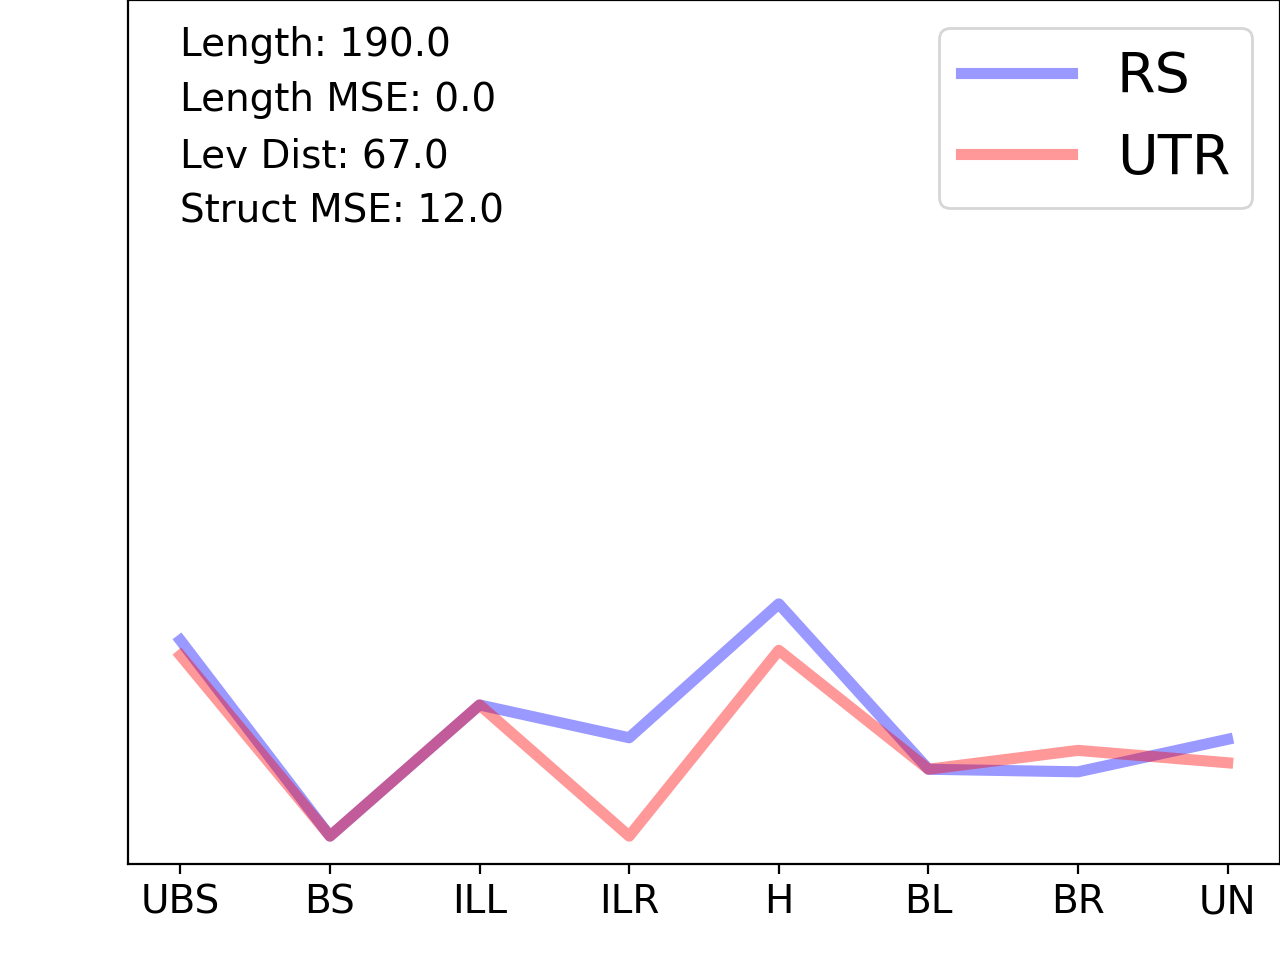 Length: 190.0
Length MSE: 0.0
Lev Dist: 67.0
Struct MSE: 12.0
RS
UTR
UBS BS ILL ILR H BL BR UN